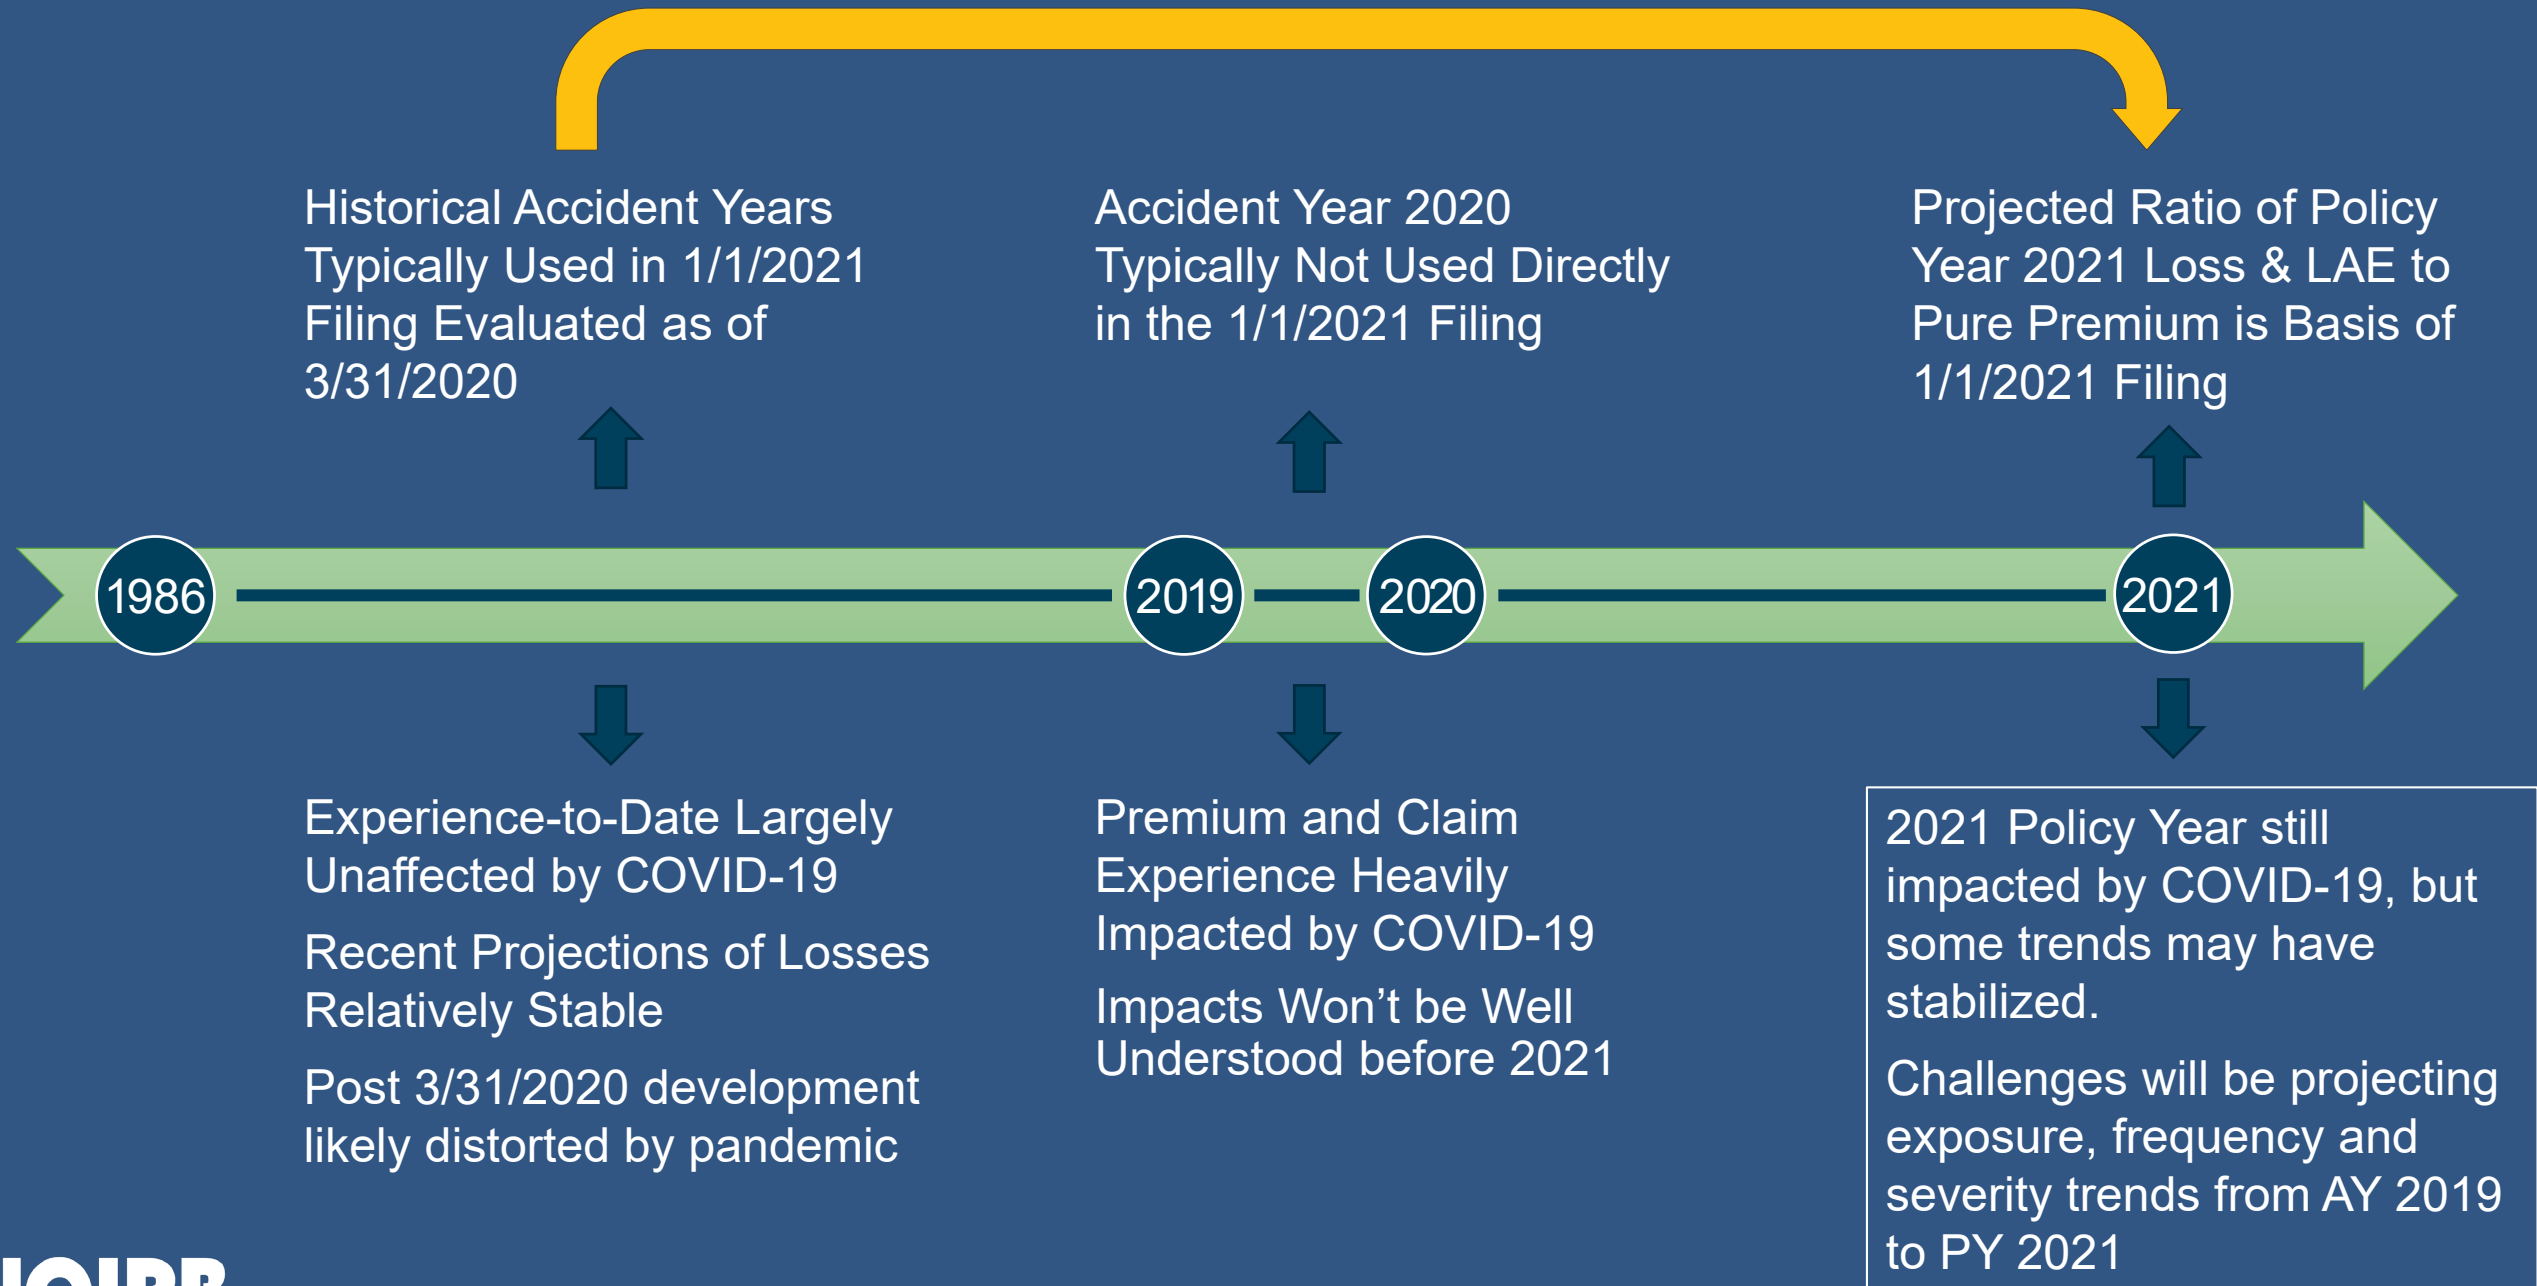 Historical Accident Years
Typically Used in 1/1/2021
Filing Evaluated as of
3/31/2020
Accident Year 2020
Typically Not Used Directly
in the 1/1/2021 Filing
Projected Ratio of Policy
Year 2021 Loss & LAE to
Pure Premium is Basis of
1/1/2021 Filing
1986
2019
2020
2021
Experience-to-Date Largely
Unaffected by COVID-19
Recent Projections of Losses
Relatively Stable
Post 3/31/2020 development
likely distorted by pandemic
Premium and Claim
Experience Heavily
Impacted by COVID-19
Impacts Won’t be Well
Understood before 2021
2021 Policy Year still
impacted by COVID-19, but
some trends may have
stabilized.
Challenges will be projecting
exposure, frequency and
severity trends from AY 2019
to PY 2021